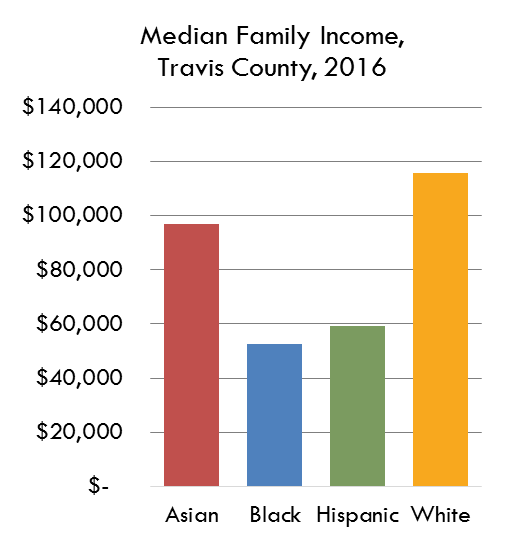 Median Family Income,
Travis County, 2016
$140,000
$120,000
$100,000
$80,000
$60,000
$40,000
$20,000
$-
Asian Black Hispanic White